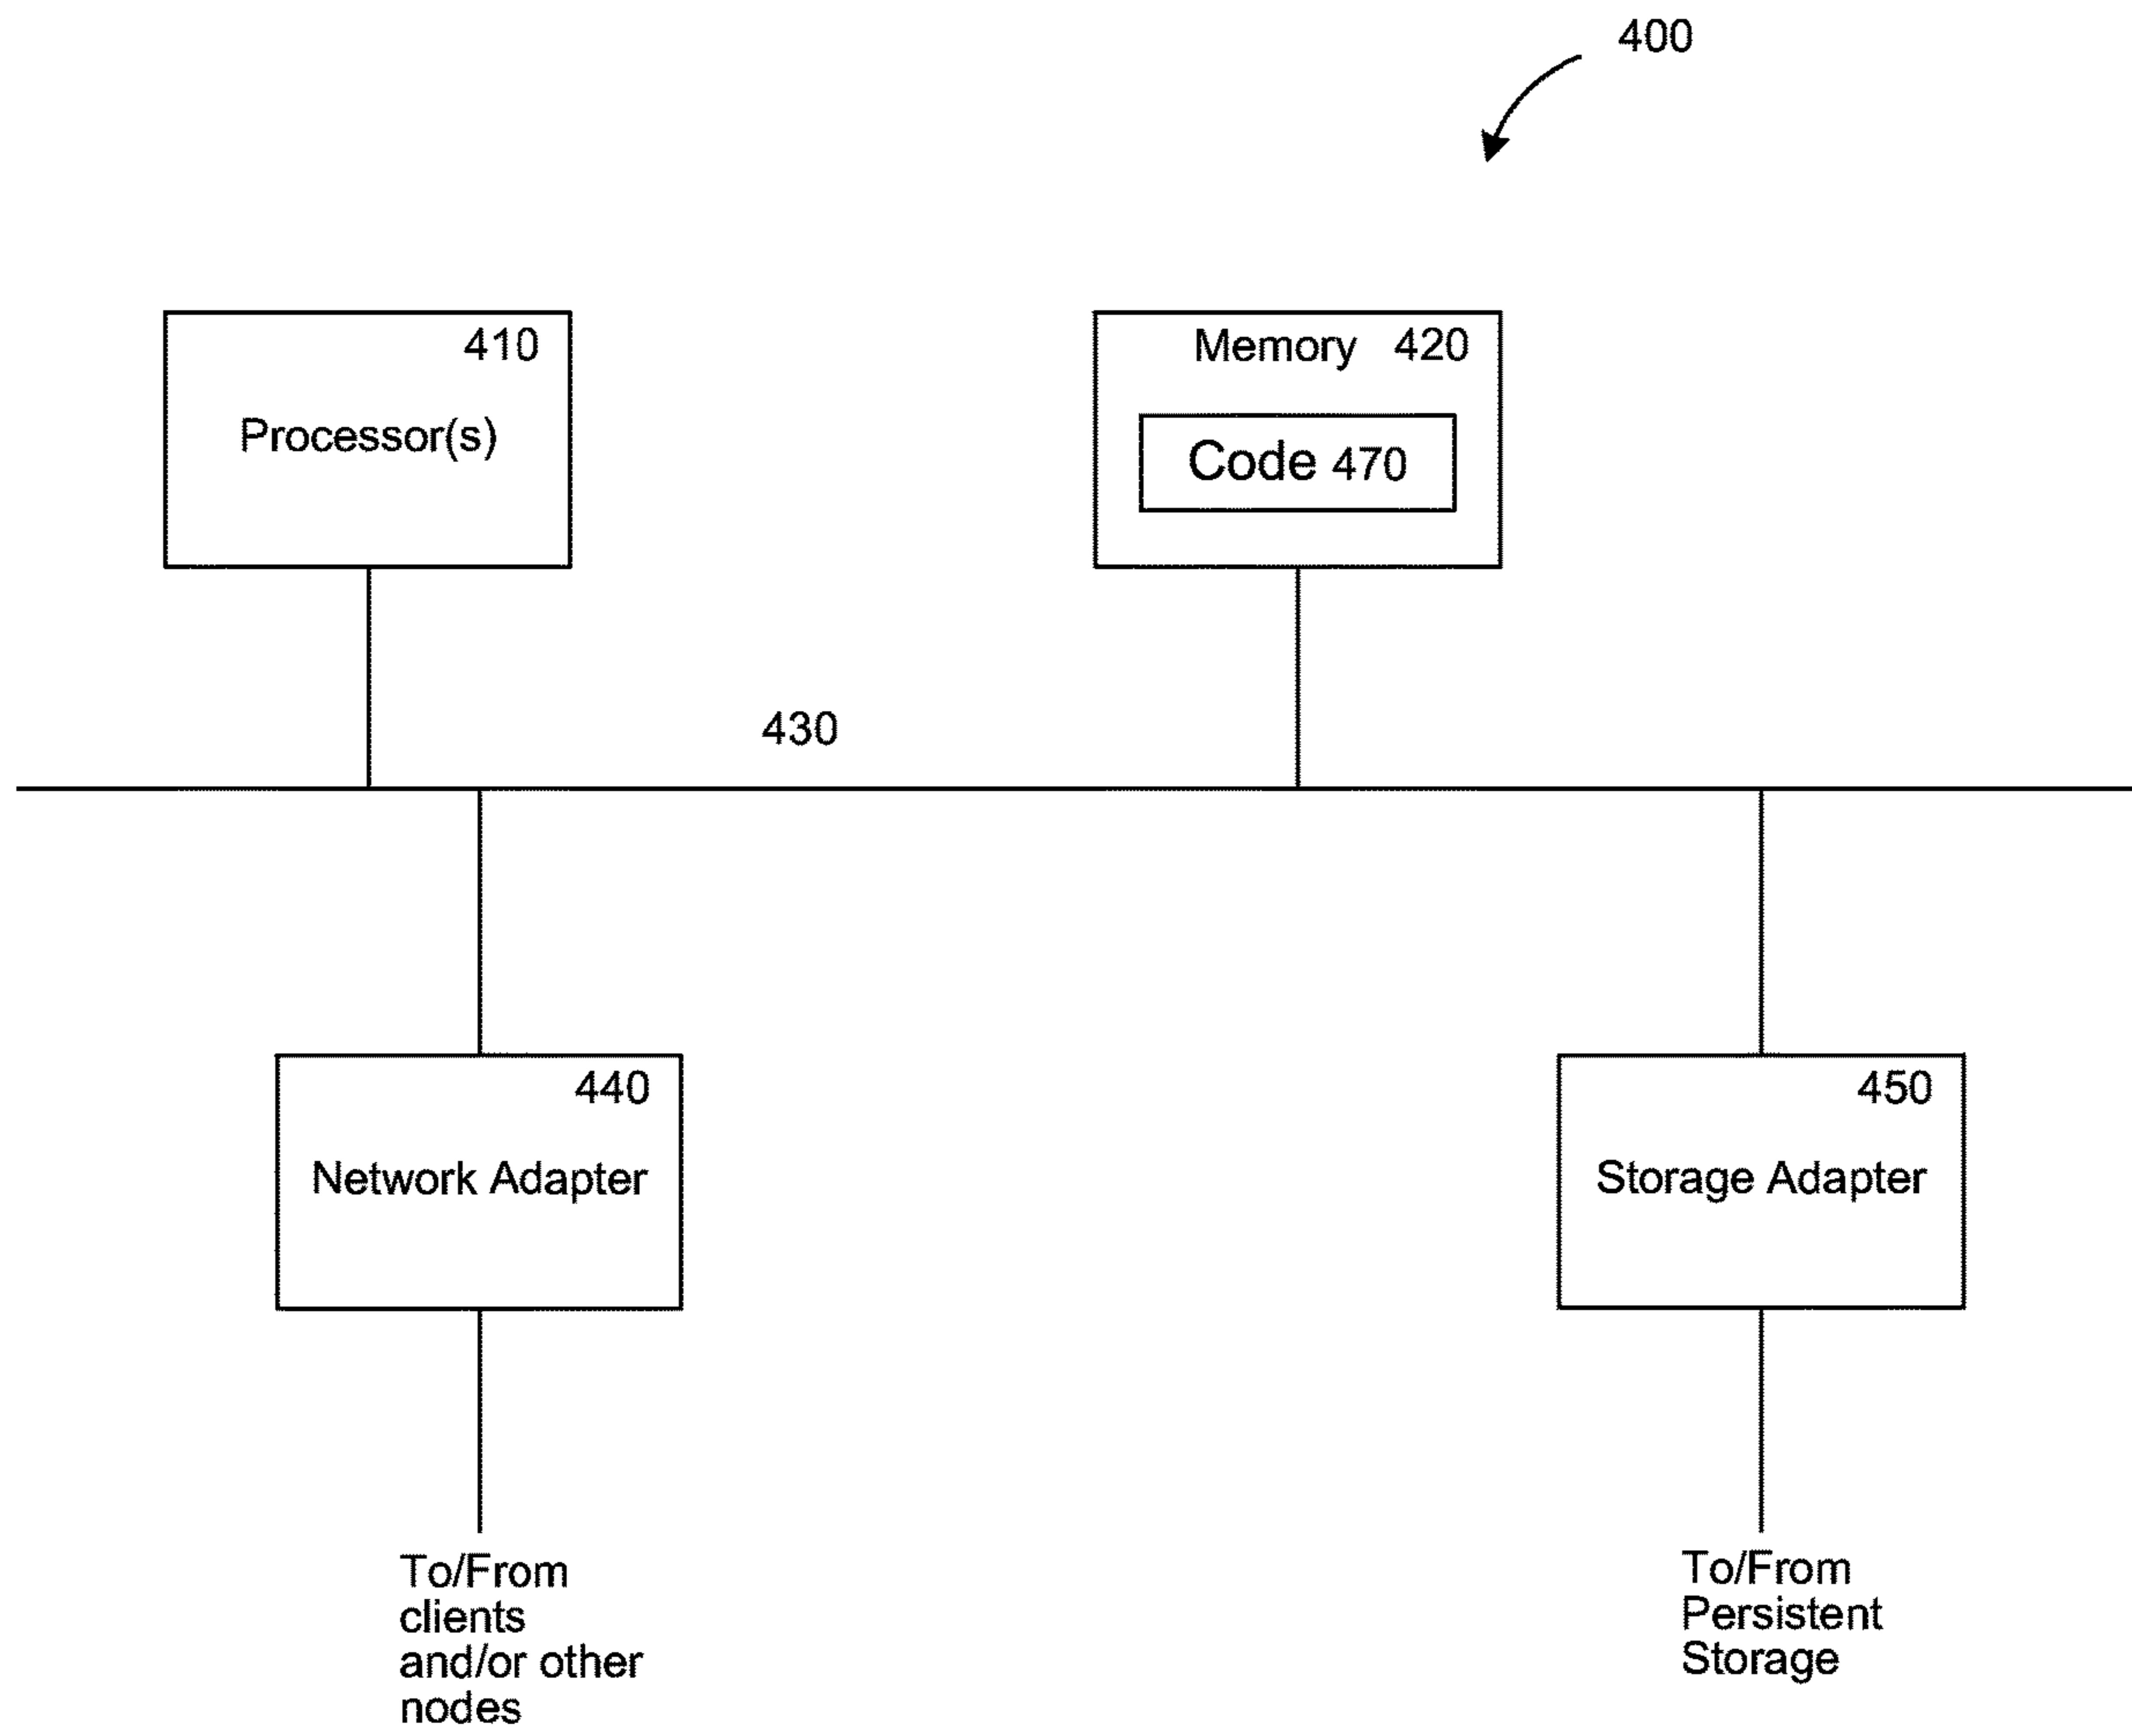 400
410
Processor(s)
Memory 420
Code 470
430
440
Network Adapter
450
Storage Adapter
To/From
clients
and/or other
nodes
To/From
Persistent
Storage